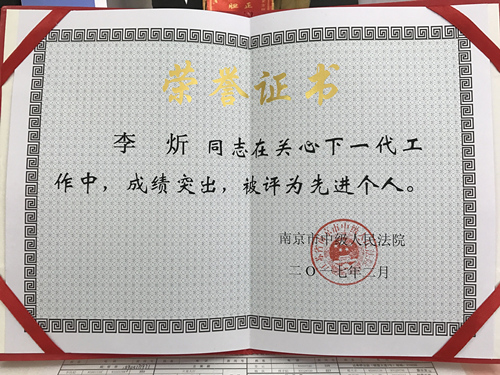 荣誉证书
李 炘 同志在关心下一代工
作中，成绩突出，被评为先进个人。
南京市中级人民法院
二〇一七年二月